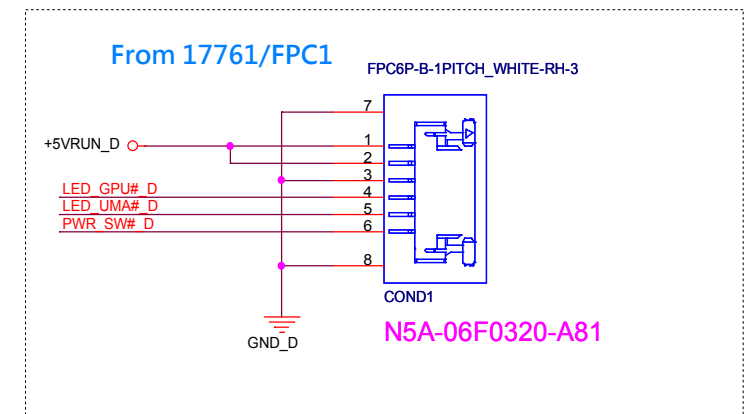 From 17761/FPC1
FPC6P-B-1PITCH_WHITE-RH-3
7
+5VRUN_D
1
2
3
LED_GPU#_D
4
LED_UMA#_D
5
PWR_SW#_D
6
8
COND1
N5A-06F0320-A81
GND_D